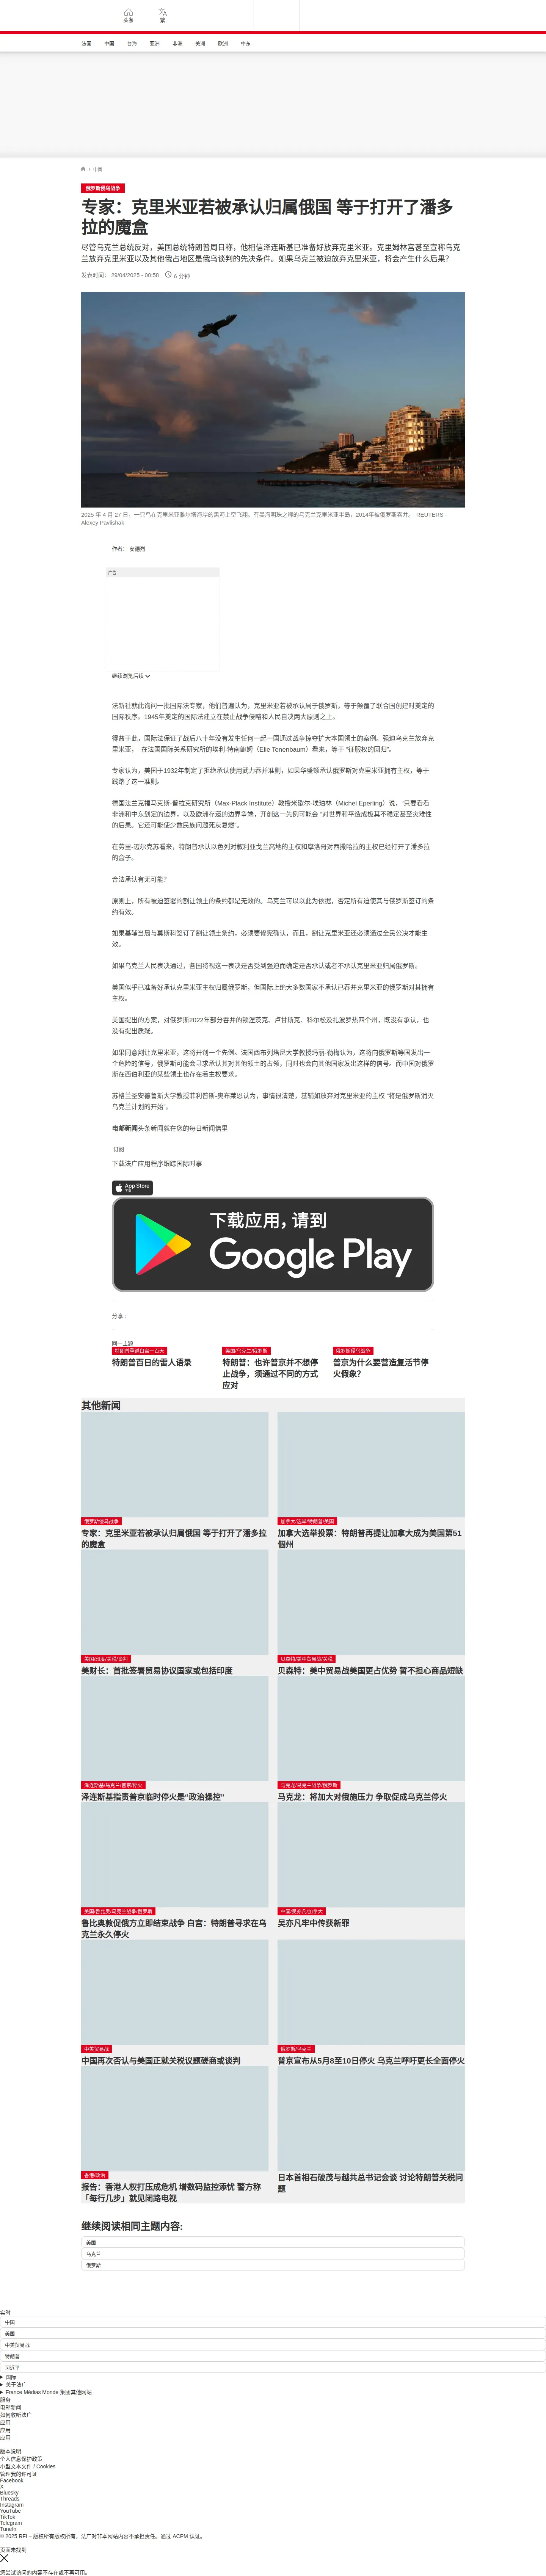 头条
繁
法国
中国
台海
亚洲
非洲
美洲
欧洲
中东
/ 法国
俄罗斯侵乌战争
专家：克里米亚若被承认归属俄国 等于打开了潘多
拉的魔盒
尽管乌克兰总统反对，美国总统特朗普周日称，他相信泽连斯基已准备好放弃克里米亚。克里姆林宫甚至宣称乌克
兰放弃克里米亚以及其他俄占地区是俄乌谈判的先决条件。如果乌克兰被迫放弃克里米亚，将会产生什么后果？
发表时间： 29/04/2025 - 00:58
6 分钟
2025 年 4 月 27 日，一只鸟在克里米亚雅尔塔海岸的黑海上空飞翔。有黑海明珠之称的乌克兰克里米亚半岛，2014年被俄罗斯吞并。 REUTERS -
Alexey Pavlishak
作者： 安德烈
广告
继续浏览后续
法新社就此询问一批国际法专家，他们普遍认为，克里米亚若被承认属于俄罗斯，等于颠覆了联合国创建时奠定的
国际秩序。1945年奠定的国际法建立在禁止战争侵略和人民自决两大原则之上。
得益于此，国际法保证了战后八十年没有发生任何一起一国通过战争掠夺扩大本国领土的案例。强迫乌克兰放弃克
里米亚， 在法国国际关系研究所的埃利·特南鲍姆（Elie Tenenbaum）看来，等于 “征服权的回归”。
专家认为，美国于1932年制定了拒绝承认使用武力吞并准则，如果华盛顿承认俄罗斯对克里米亚拥有主权，等于
践踏了这一准则。
德国法兰克福马克斯-普拉克研究所（Max-Plack Institute）教授米歇尔-埃珀林（Michel Eperling）说，“只要看看
非洲和中东划定的边界，以及欧洲存遗的边界争端，开创这一先例可能会 “对世界和平造成极其不稳定甚至灾难性
的后果。它还可能使少数民族问题死灰复燃”。
在劳里-迈尔克苏看来，特朗普承认以色列对叙利亚戈兰高地的主权和摩洛哥对西撒哈拉的主权已经打开了潘多拉
的盒子。
合法承认有无可能？
原则上，所有被迫签署的割让领土的条约都是无效的。乌克兰可以以此为依据，否定所有迫使其与俄罗斯签订的条
约有效。
如果基辅当局与莫斯科签订了割让领土条约，必须要修宪确认，而且，割让克里米亚还必须通过全民公决才能生
效。
如果乌克兰人民表决通过，各国将视这一表决是否受到强迫而确定是否承认或者不承认克里米亚归属俄罗斯。
美国似乎已准备好承认克里米亚主权归属俄罗斯，但国际上绝大多数国家不承认已吞并克里米亚的俄罗斯对其拥有
主权。
美国提出的方案，对俄罗斯2022年部分吞并的顿涅茨克、卢甘斯克、科尔松及扎波罗热四个州，既没有承认，也
没有提出质疑。
如果同意割让克里米亚，这将开创一个先例。法国西布列塔尼大学教授玛丽-勒梅认为，这将向俄罗斯等国发出一
个危险的信号，俄罗斯可能会寻求承认其对其他领土的占领，同时也会向其他国家发出这样的信号。而中国对俄罗
斯在西伯利亚的某些领土也存在着主权要求。
苏格兰圣安德鲁斯大学教授菲利普斯-奥布莱恩认为，事情很清楚，基辅如放弃对克里米亚的主权 “将是俄罗斯消灭
乌克兰计划的开始”。
电邮新闻头条新闻就在您的每日新闻信里
订阅
下载法广应用程序跟踪国际时事
App Store
下载
下载应用，请到
Google Play
分享：
同一主题
特朗普重返白宫一百天
特朗普百日的雷人语录
美国/乌克兰/俄罗斯
特朗普：也许普京并不想停
止战争，须通过不同的方式
应对
俄罗斯侵乌战争
普京为什么要营造复活节停
火假象？
其他新闻
俄罗斯侵乌战争
专家：克里米亚若被承认归属俄国 等于打开了潘多拉
的魔盒
加拿大/选举/特朗普/美国
加拿大选举投票：特朗普再提让加拿大成为美国第51
個州
美国/印度/关税/谈判
美财长：首批签署贸易协议国家或包括印度
贝森特/美中贸易战/关税
贝森特：美中贸易战美国更占优势 暂不担心商品短缺
泽连斯基/乌克兰/普京/停火
泽连斯基指责普京临时停火是“政治操控”
马克龙/乌克兰战争/俄罗斯
马克龙：将加大对俄施压力 争取促成乌克兰停火
美国/鲁比奥/乌克兰战争/俄罗斯
鲁比奥敦促俄方立即结束战争 白宫：特朗普寻求在乌
克兰永久停火
中国/吴亦凡/加拿大
吴亦凡牢中传获新罪
中美贸易战
中国再次否认与美国正就关税议题磋商或谈判
俄罗斯/乌克兰
普京宣布从5月8至10日停火 乌克兰呼吁更长全面停火
香港/政治
报告：香港人权打压成危机 增数码监控添忧 警方称
「每行几步」就见闭路电视
日本首相石破茂与越共总书记会谈 讨论特朗普关税问
题
继续阅读相同主题内容:
美国
乌克兰
俄罗斯
实时
中国
美国
中美贸易战
特朗普
习近平
国际
关于法广
France Médias Monde 集团其他网站
服务
电邮新闻
如何收听法广
应用
应用
应用
版本说明
个人信息保护政策
小型文本文件 / Cookies
管理我的许可证
Facebook
X
Bluesky
Threads
Instagram
YouTube
TikTok
Telegram
TuneIn
© 2025 RFI – 版权所有版权所有。法广对非本网站内容不承担责任。通过 ACPM 认证。
页面未找到
您尝试访问的内容不存在或不再可用。